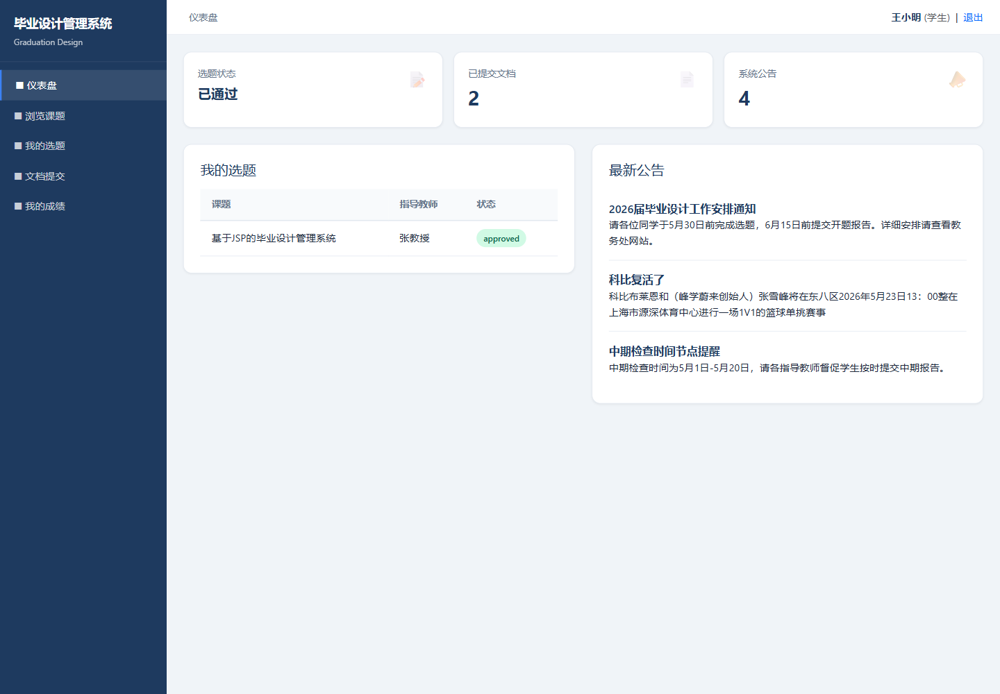 毕业设计管理系统
Graduation Design
仪表盘
浏览课题
我的选题
文档提交
我的成绩
仪表盘
王小明 (学生) | 退出
选题状态
已通过
已提交文档
2
系统公告
4
我的选题
课题 指导教师 状态
基于JSP的毕业设计管理系统 张教授 approved
最新公告
2026届毕业设计工作安排通知
请各位同学于5月30日前完成选题，6月15日前提交开题报告。详细安排请查看教
务处网站。
科比复活了
科比布莱恩和（峰学蔚来创始人）张雪峰将在东八区2026年5月23日13：00整在
上海市源深体育中心进行一场1V1的篮球单挑赛事
中期检查时间节点提醒
中期检查时间为5月1日-5月20日，请各指导教师督促学生按时提交中期报告。